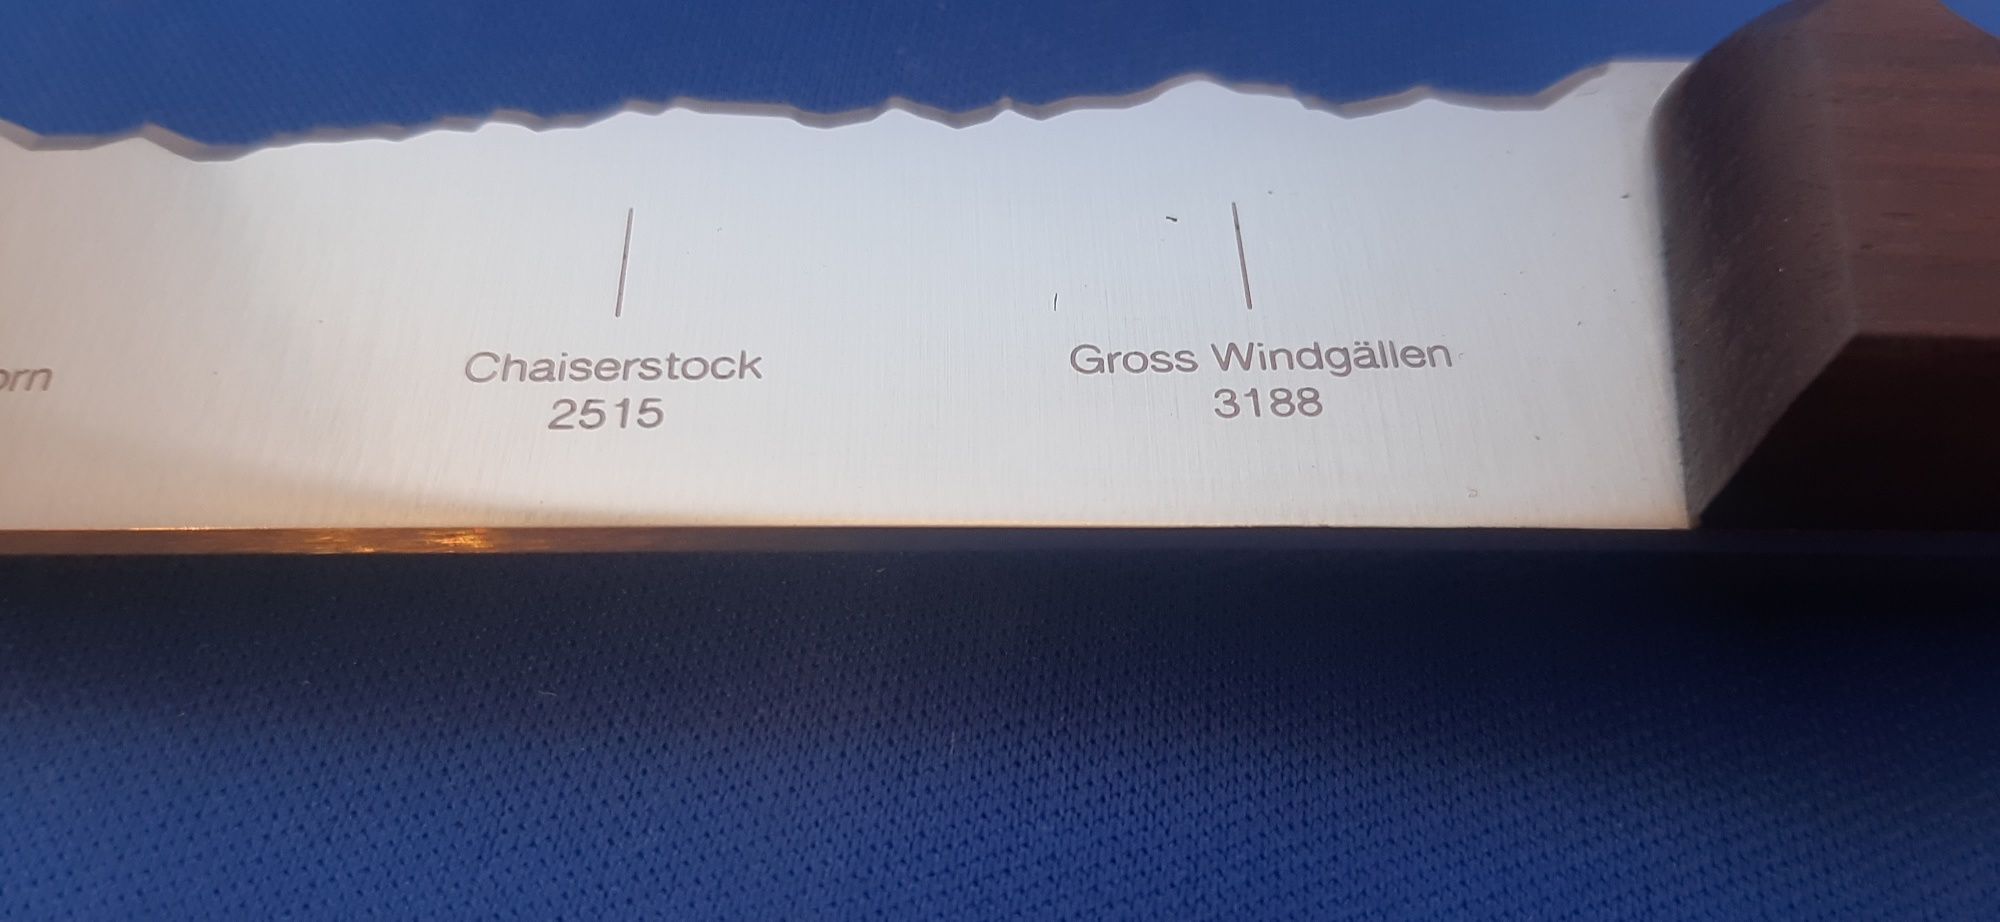 Chaiserstock
2515
Gross Windgällen
3188